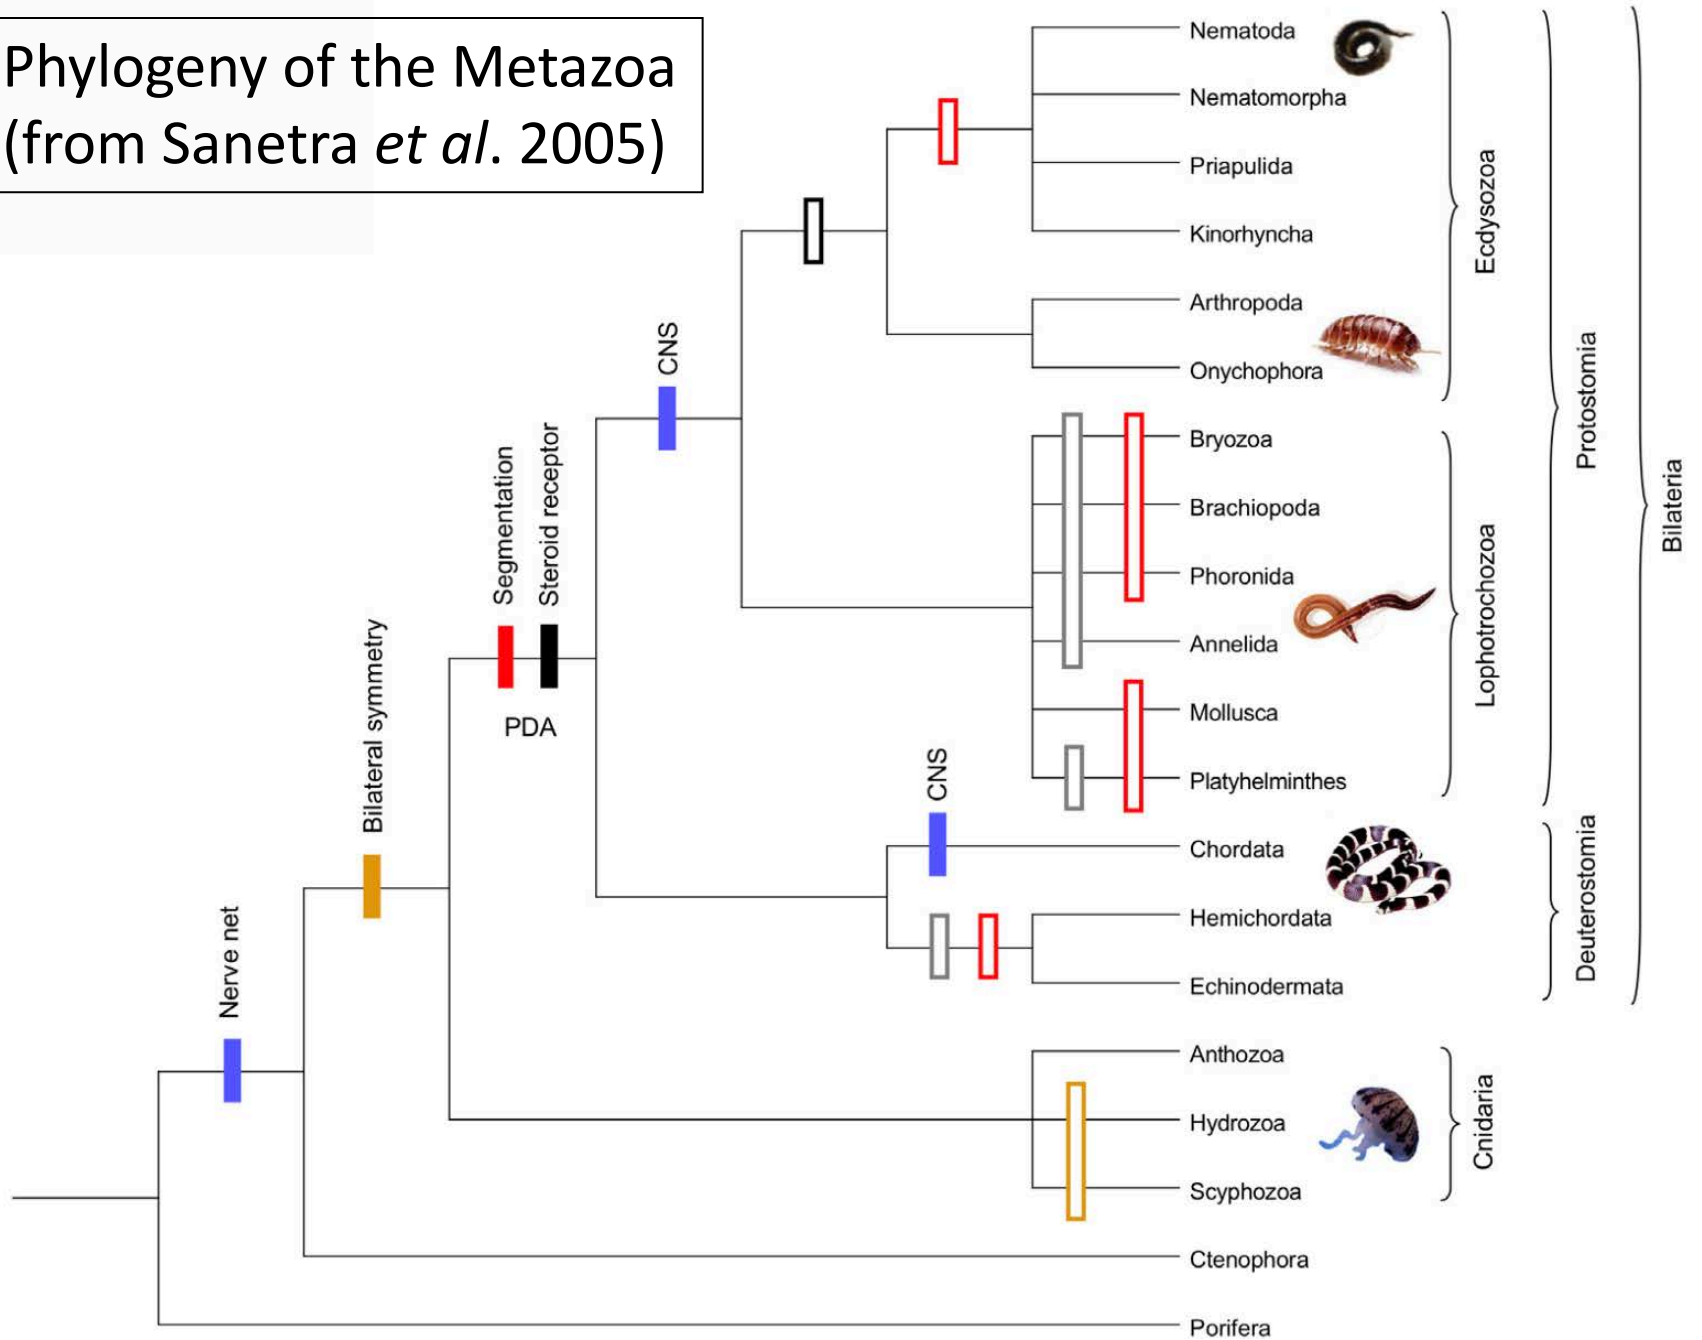 Phylogeny of the Metazoa
(from Sanetra et al. 2005)
Nematoda
Nematomorpha
Priapulida
Kinorhyncha
Arthropoda
Onychophora
Ecdysozoa
Bryozoa
Brachiopoda
Phoronida
Annelida
Mollusca
Platyhelminthes
Lophotrochozoa
Protostomia
Chordata
Hemichordata
Echinodermata
Deuterostomia
Bilateria
Anthozoa
Hydrozoa
Scyphozoa
Cnidaria
Ctenophora
Porifera
Nerve net
Bilateral symmetry
Segmentation
Steroid receptor
PDA
CNS
CNS